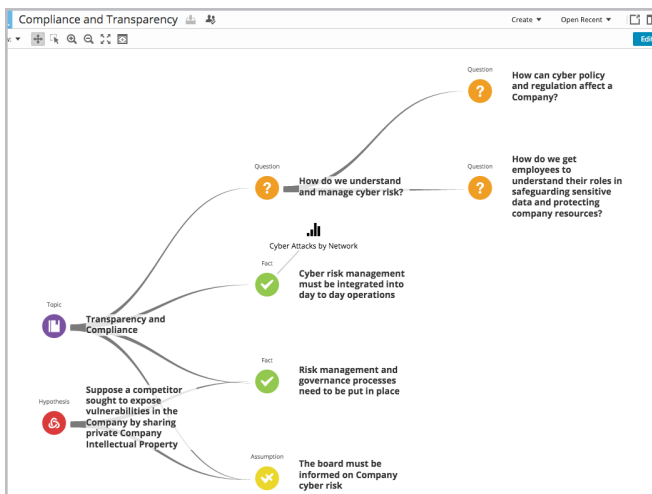 Compliance and Transparency
Create
Open Recent
Edi
Question
How can cyber policy
and regulation affect a
Company?
Question
How do we understand
and manage cyber risk?
Question
How do we get
employees to
understand their roles in
safeguarding sensitive
data and protecting
company resources?
Cyber Attacks by Network
Fact
Cyber risk management
must be integrated into
day to day operations
Topic
Transparency and
Compliance
Fact
Risk management and
governance processes
need to be put in place
Hypothesis
Suppose a competitor
sought to expose
vulnerabilities in the
Company by sharing
private Company
Intellectual Property
Assumption
The board must be
informed on Company
cyber risk